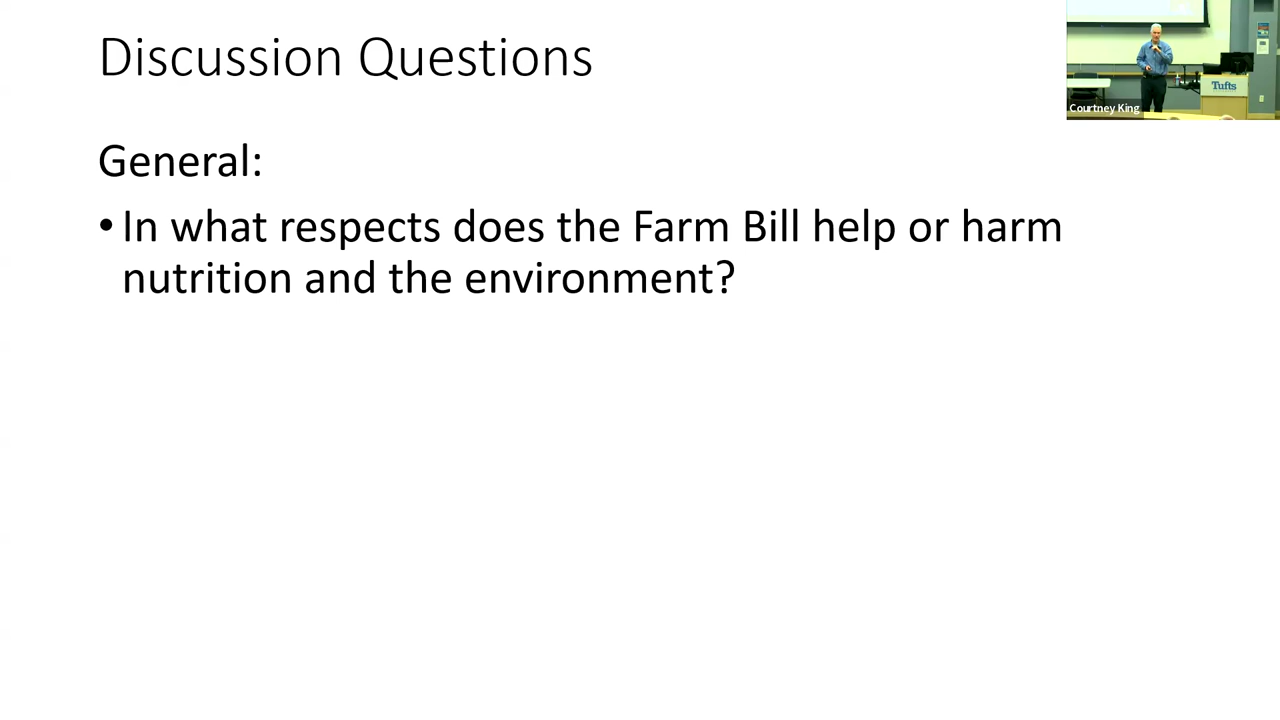 Discussion Questions
Courtney King
Tufts
General:
• In what respects does the Farm Bill help or harm
nutrition and the environment?